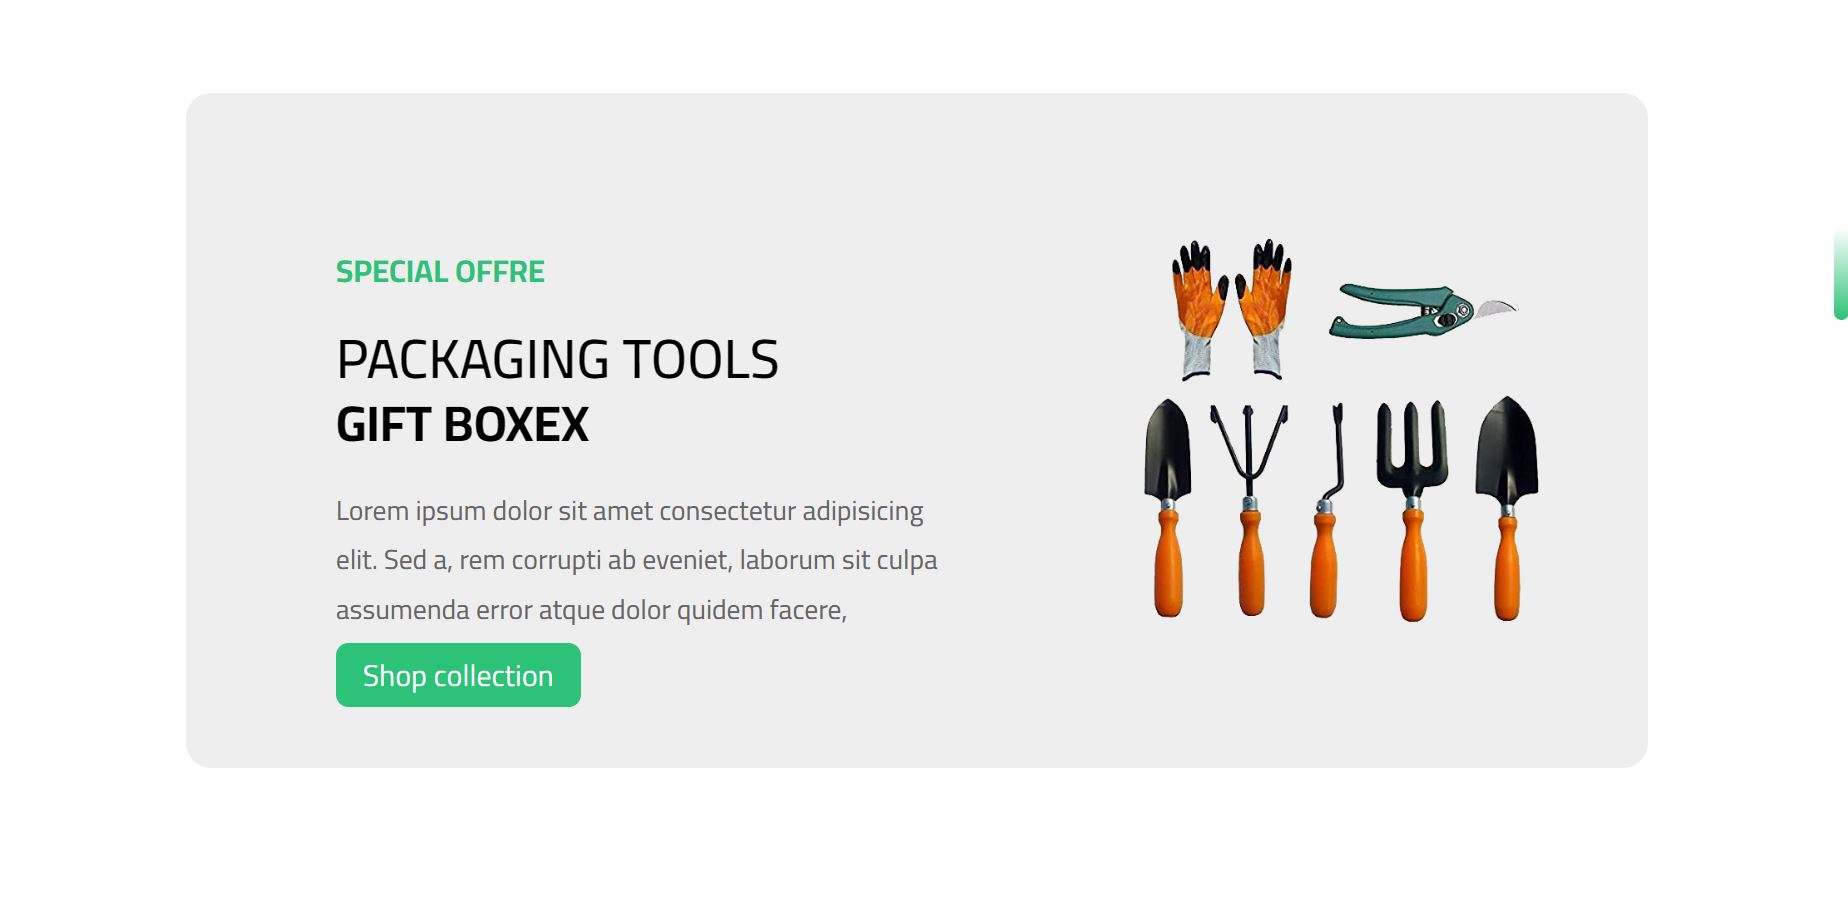 SPECIAL OFFRE
PACKAGING TOOLS
GIFT BOXEX
Lorem ipsum dolor sit amet consectetur adipisicing
elit. Sed a, rem corrupti ab eveniet, laborum sit culpa
assumenda error atque dolor quidem facere,
Shop collection